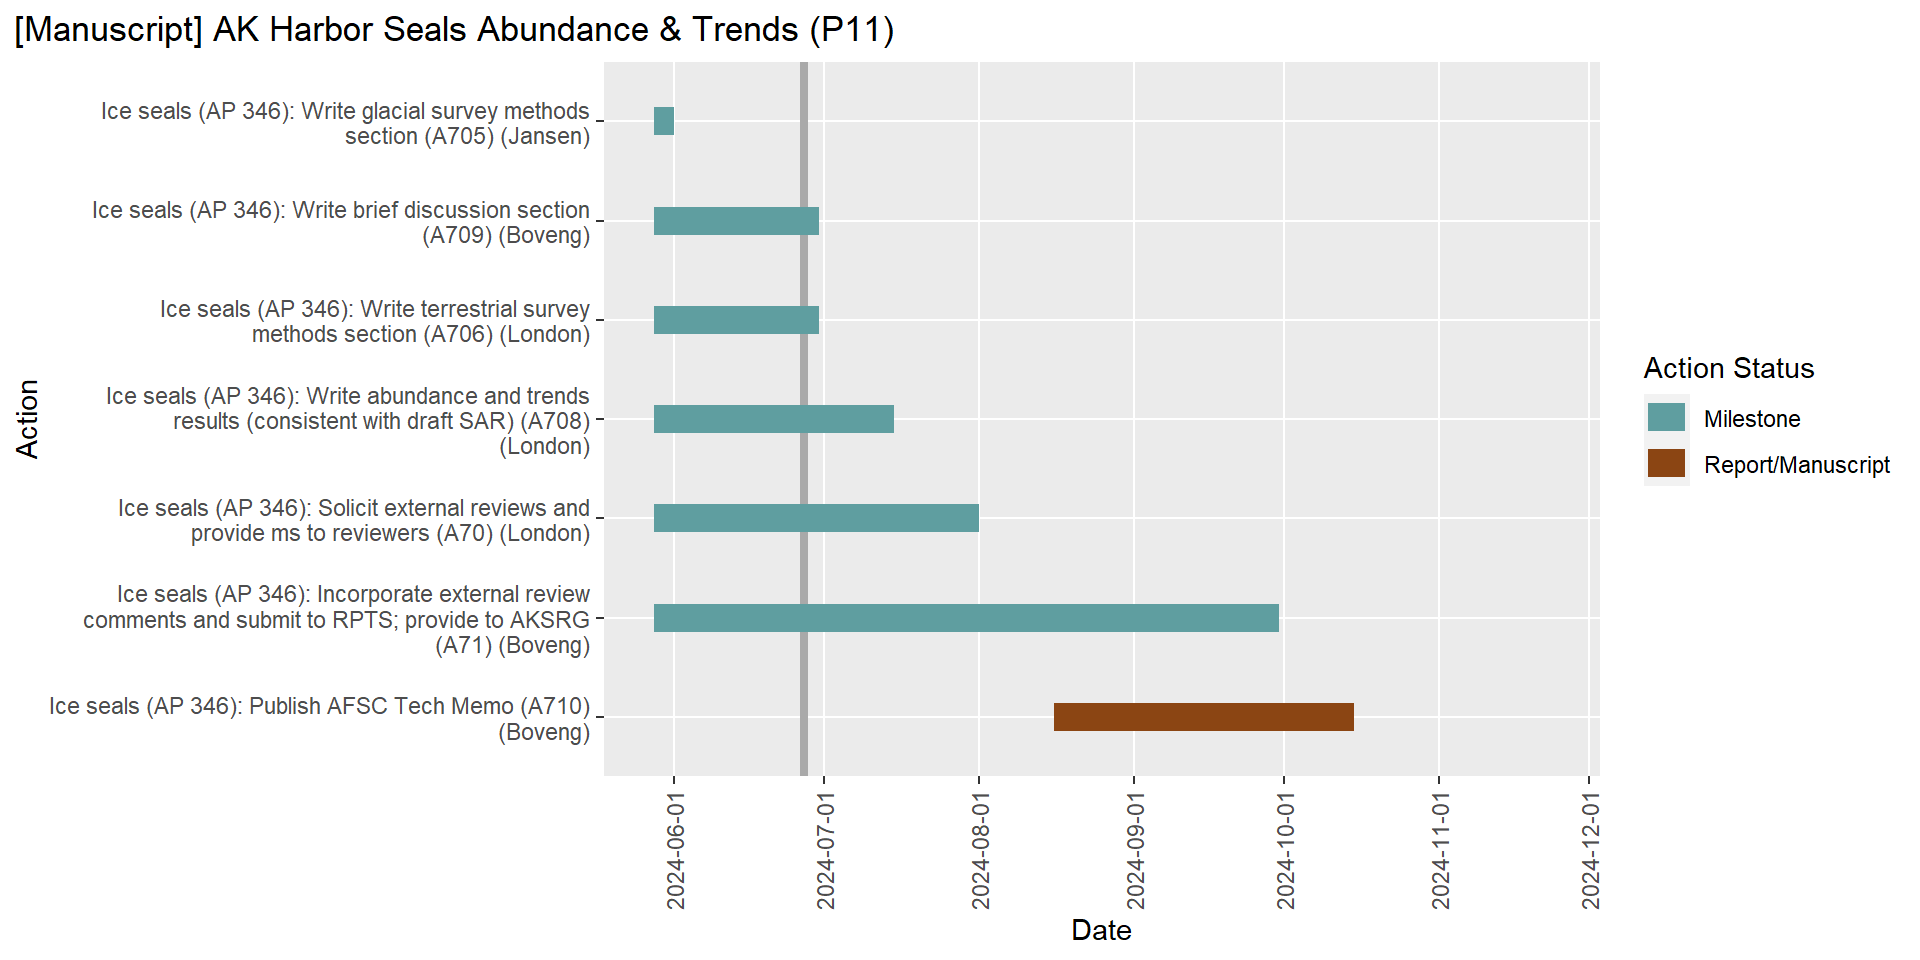 [Manuscript] AK Harbor Seals Abundance & Trends (P11)
Ice seals (AP 346): Write glacial survey methods
section (A705) (Jansen)
Ice seals (AP 346): Write brief discussion section
(A709) (Boveng)
Ice seals (AP 346): Write terrestrial survey
methods section (A706) (London)
Ice seals (AP 346): Write abundance and trends
results (consistent with draft SAR) (A708)
(London)
Ice seals (AP 346): Solicit external reviews and
provide ms to reviewers (A70) (London)
Ice seals (AP 346): Incorporate external review
comments and submit to RPTS; provide to AKSRG
(A71) (Boveng)
Ice seals (AP 346): Publish AFSC Tech Memo (A710)
(Boveng)
Action
2024-06-01
2024-07-01
2024-08-01
2024-09-01
2024-10-01
2024-11-01
2024-12-01
Date
Action Status
Milestone
Report/Manuscript